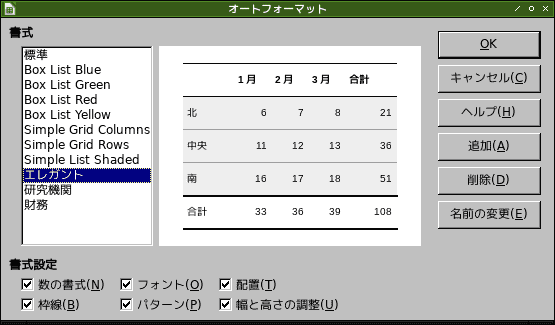 オートフォーマット
書式
標準
Box List Blue
Box List Green
Box List Red
Box List Yellow
Simple Grid Columns
Simple Grid Rows
Simple List Shaded
エレガント
研究機関
財務
1月 2月 3月 合計
北 6 7 8 21
中央 11 12 13 36
南 16 17 18 51
合計 33 36 39 108
OK
キャンセル(C)
ヘルプ(H)
追加(A)
削除(D)
名前の変更(E)
書式設定
数の書式(N) フォント(O) 配置(T)
枠線(B) パターン(P) 幅と高さの調整(U)